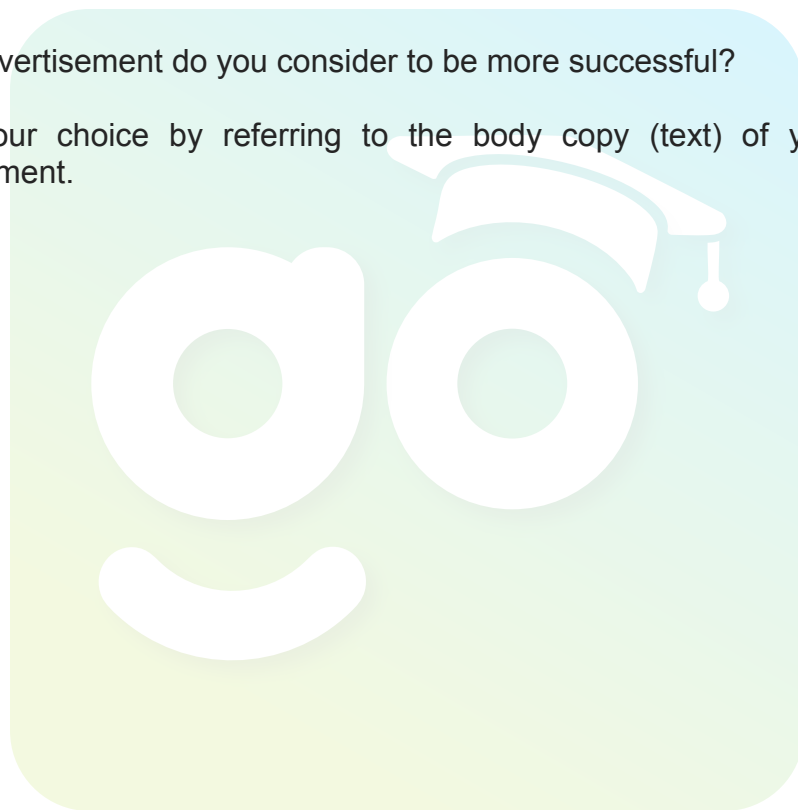 vertisement do you consider to be more successful?
our choice by referring to the body copy (text) of y
ment.
go